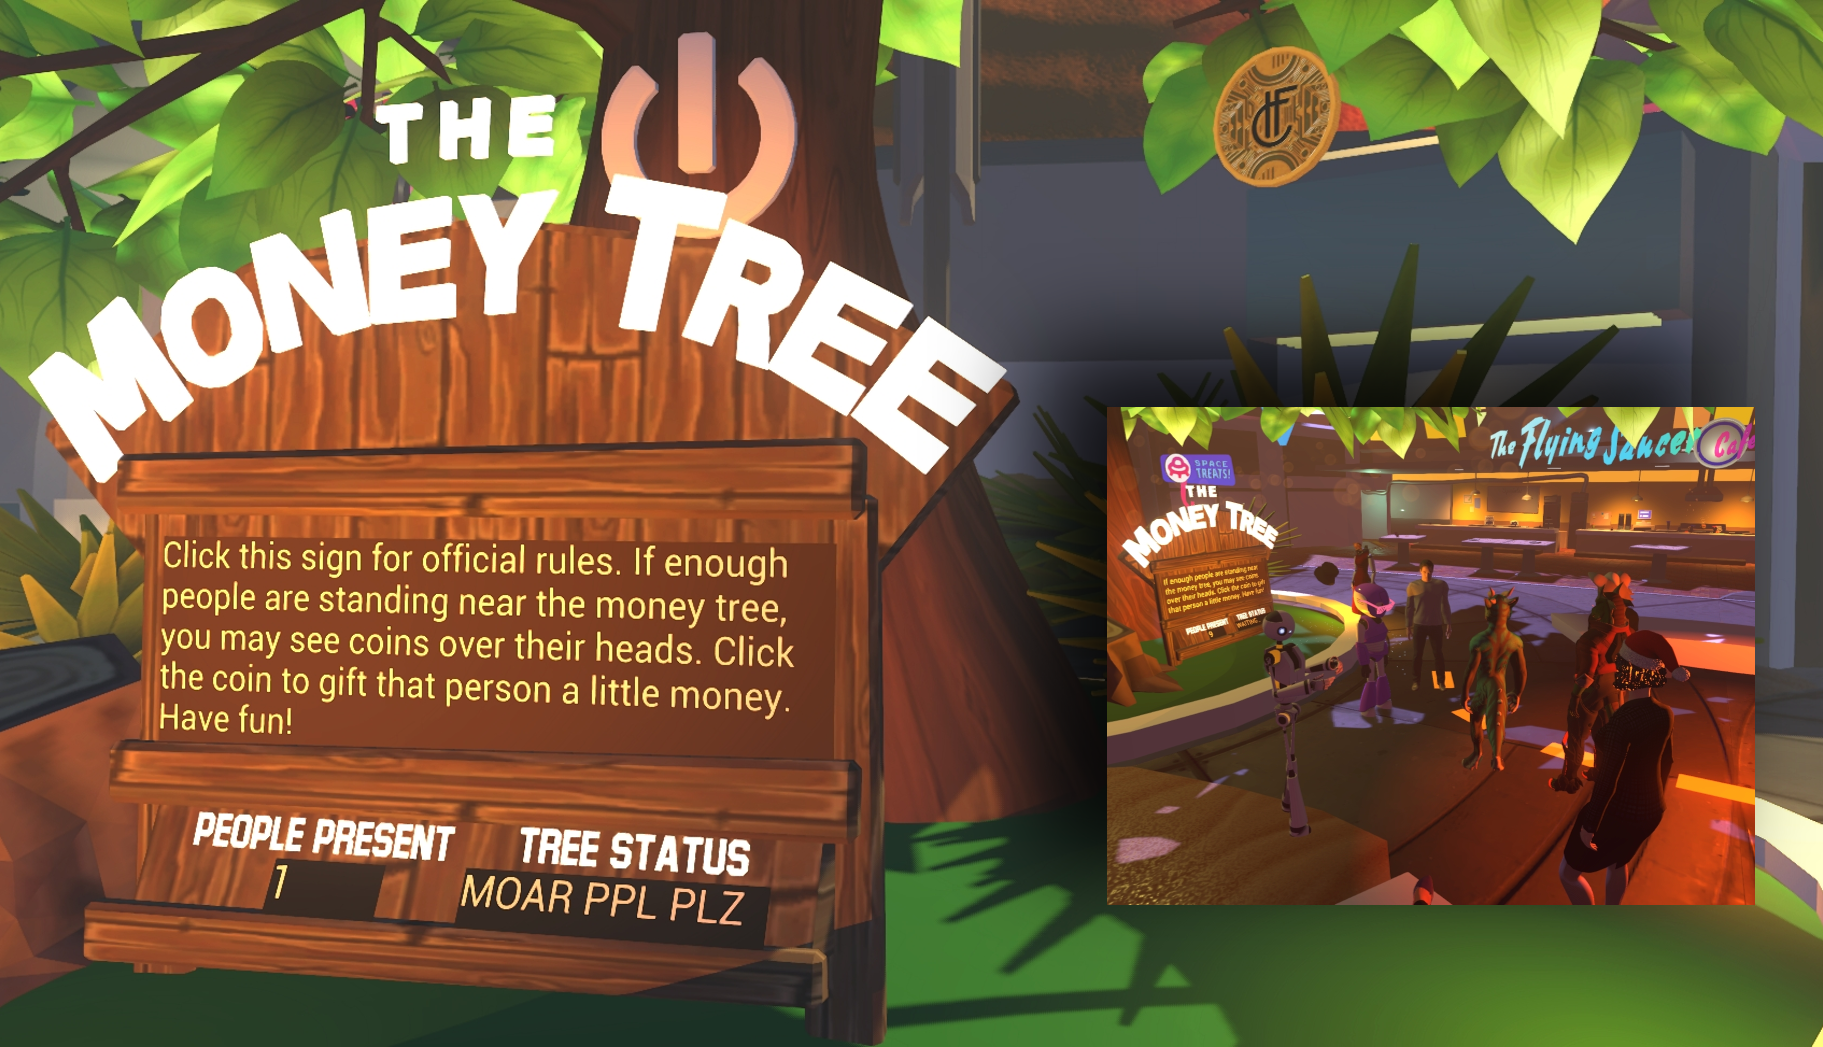 THE
MONEY TREE
Click this sign for official rules. If enough
people are standing near the money tree,
you may see coins over their heads. Click
the coin to gift that person a little money.
Have fun!
PEOPLE PRESENT
1
TREE STATUS
MOAR PPL PLZ
HFC
The Flying Saucer Cafe
SPACE
TREATS!
THE
MONEY TREE
If enough people are standing near
the money tree, you may see coins
over their heads. Click the coin to gift
that person a little money. Have fun!
PEOPLE PRESENT
9
TREE STATUS
WAITING...